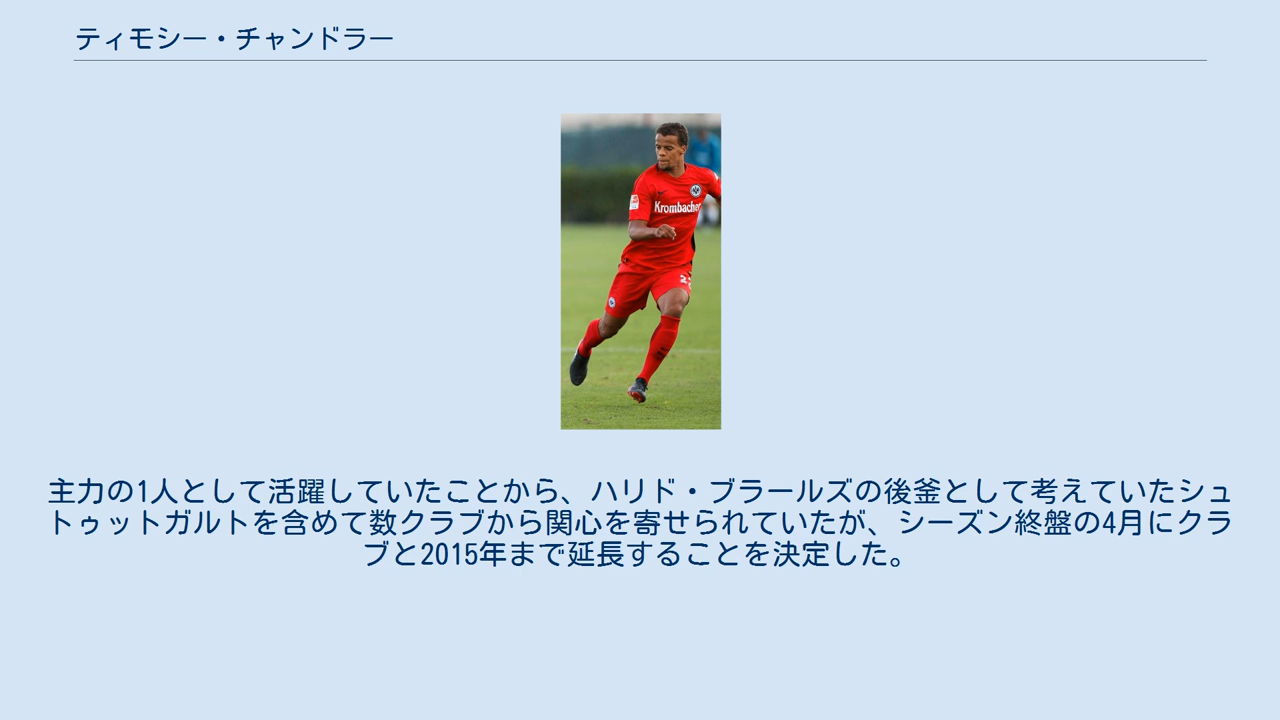 ティモシー・チャンドラー
Krombacher
主力の1人として活躍していたことから、ハリド・ブラールズの後釜として考えていたシュ
トゥットガルトを含めて数クラブから関心を寄せられていたが、シーズン終盤の4月にクラ
ブと2015年まで延長することを決定した。